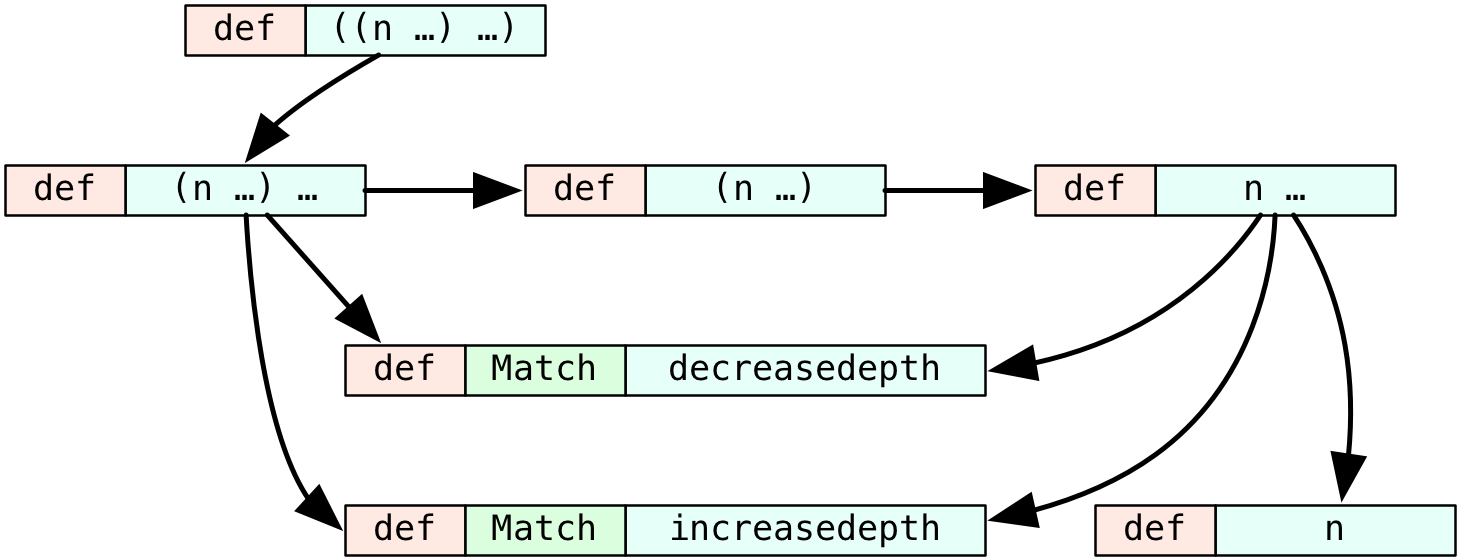 def ((n …) …)
def (n …) …
def (n …)
def n …
def Match decreasedepth
def Match increasedepth
def n